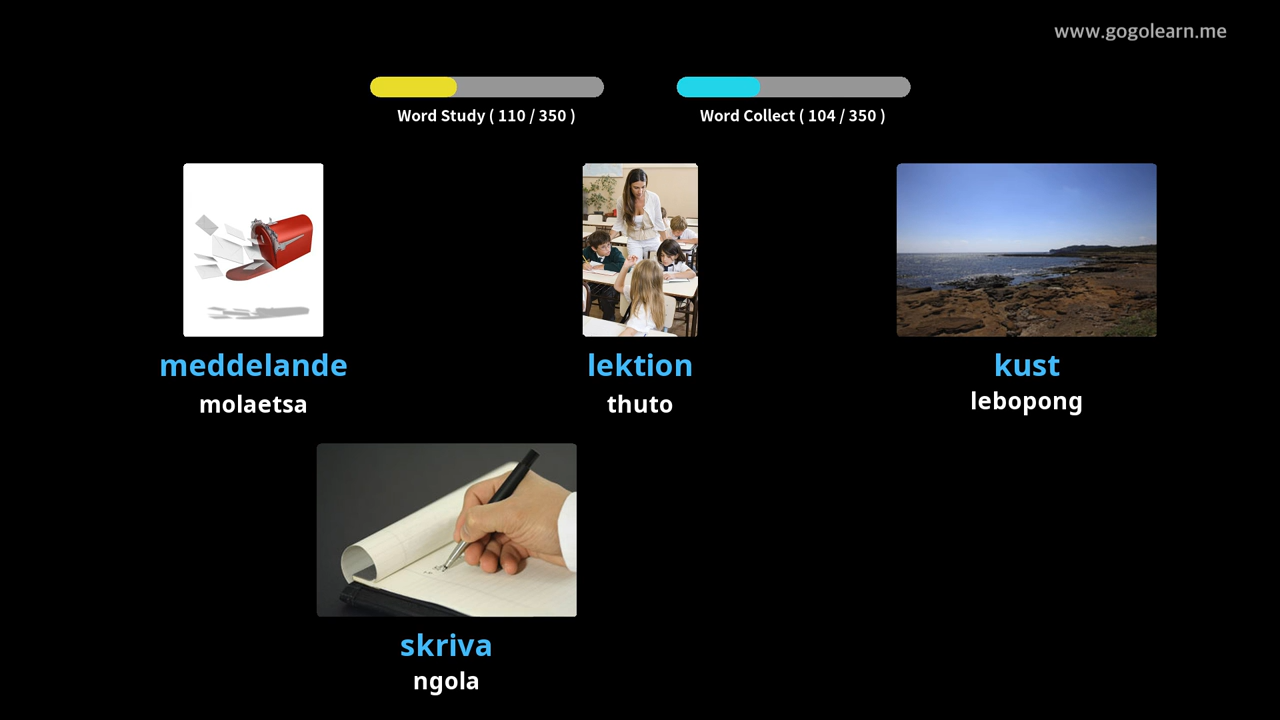 www.gogolearn.me
Word Study ( 110 / 350 )
Word Collect ( 104 / 350 )
meddelande
molaetsa
lektion
thuto
kust
lebopong
skriva
ngola